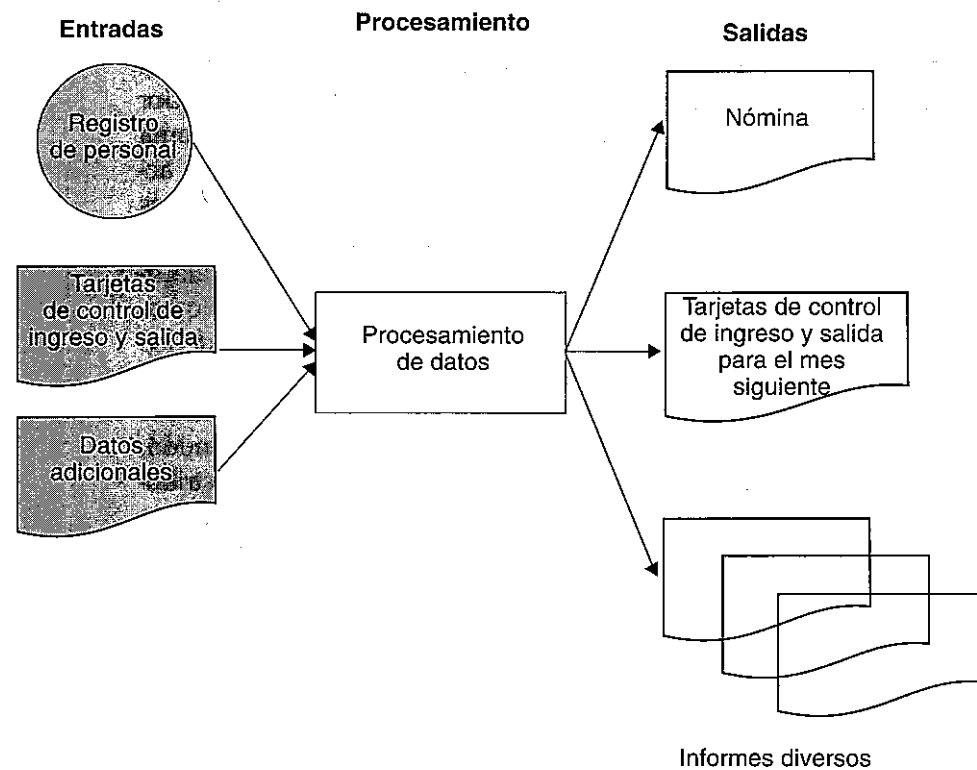 Entradas
Procesamiento
Salidas
Registro
de personal
Tarjetas
de control de
ingreso y salida
Datos
adicionales
Procesamiento
de datos
Nómina
Tarjetas de control
de ingreso y salida
para el mes
siguiente
Informes diversos